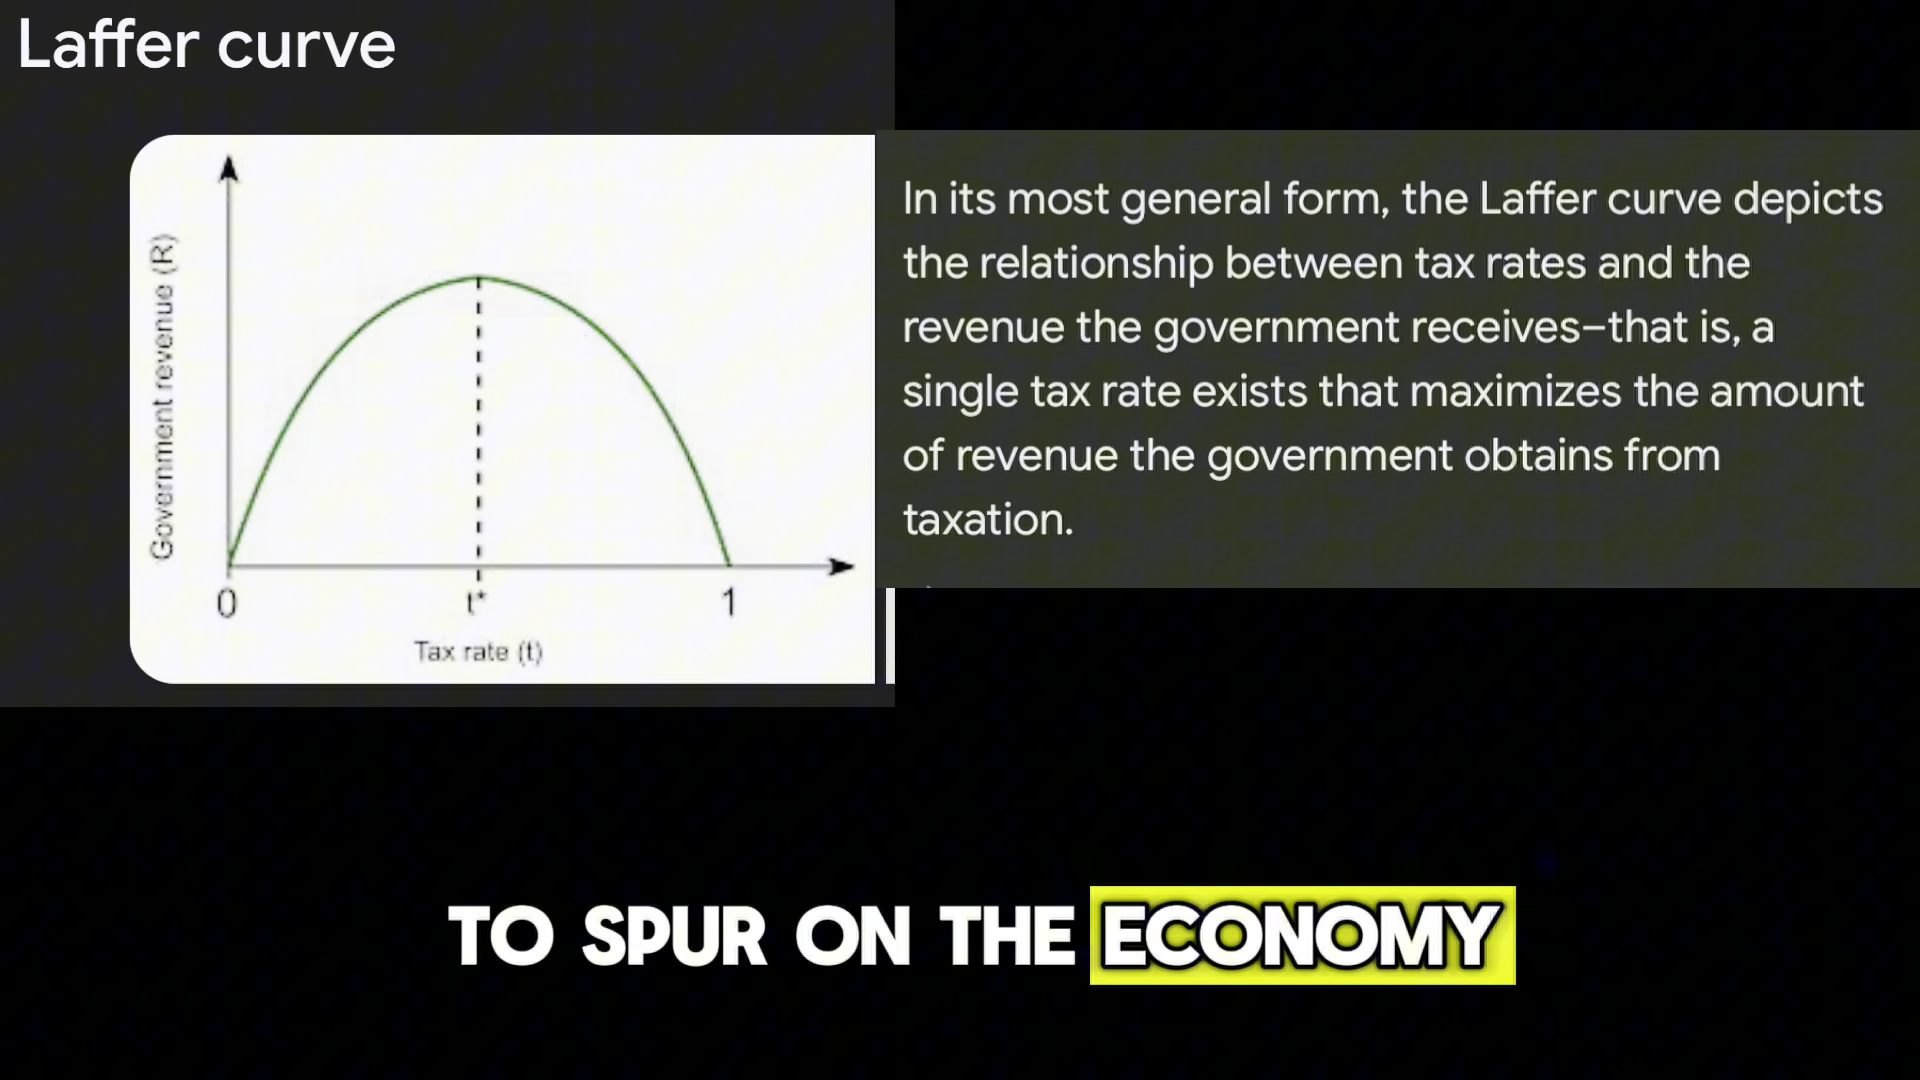 Laffer curve
Government revenue (R)
0
t*
1
Tax rate (t)
In its most general form, the Laffer curve depicts
the relationship between tax rates and the
revenue the government receives–that is, a
single tax rate exists that maximizes the amount
of revenue the government obtains from
taxation.
TO SPUR ON THE ECONOMY